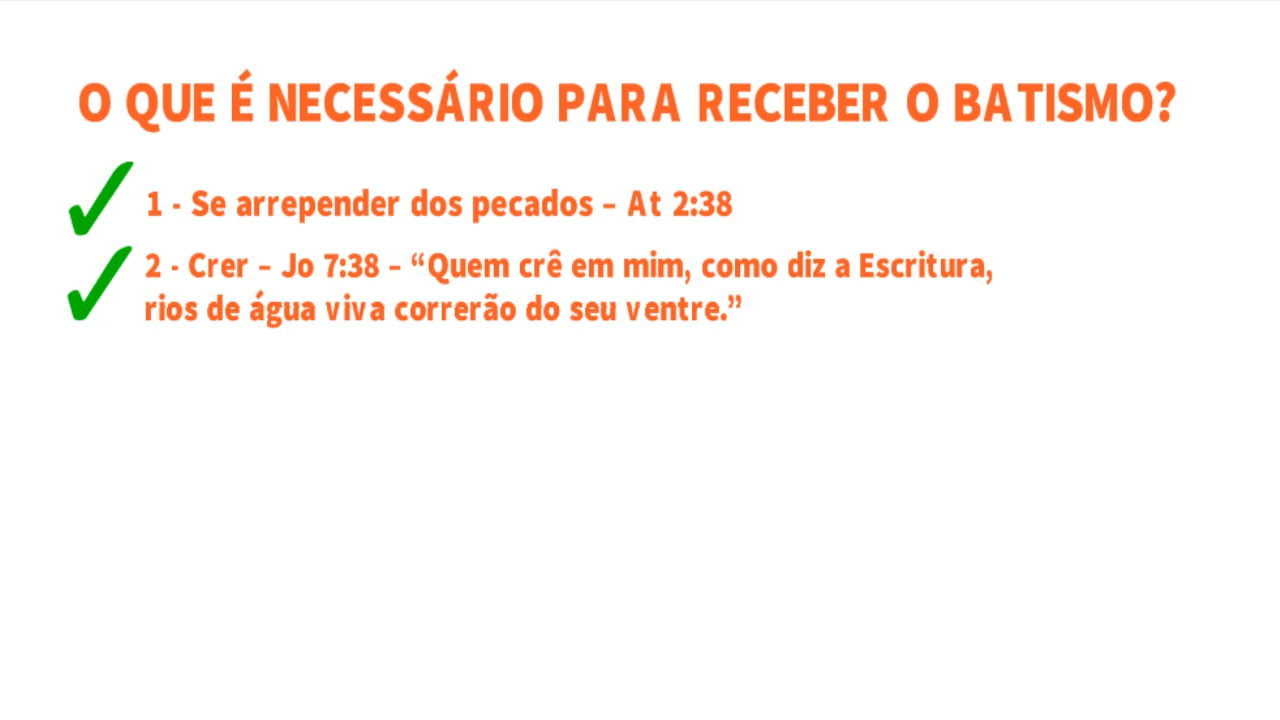 O QUE É NECESSÁRIO PARA RECEBER O BATISMO?
1 - Se arrepender dos pecados – At 2:38
2 - Crer – Jo 7:38 – “Quem crê em mim, como diz a Escritura,
rios de água viva correrão do seu ventre.”